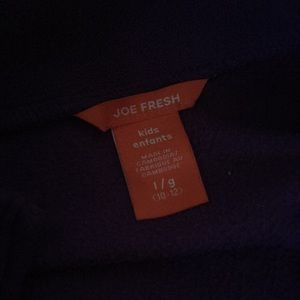 JOE FRESH
kids
enfants
MADE IN
CAMBODIA/
FABRIQUÉ AU
CAMBODGE
l/g
(10-12)